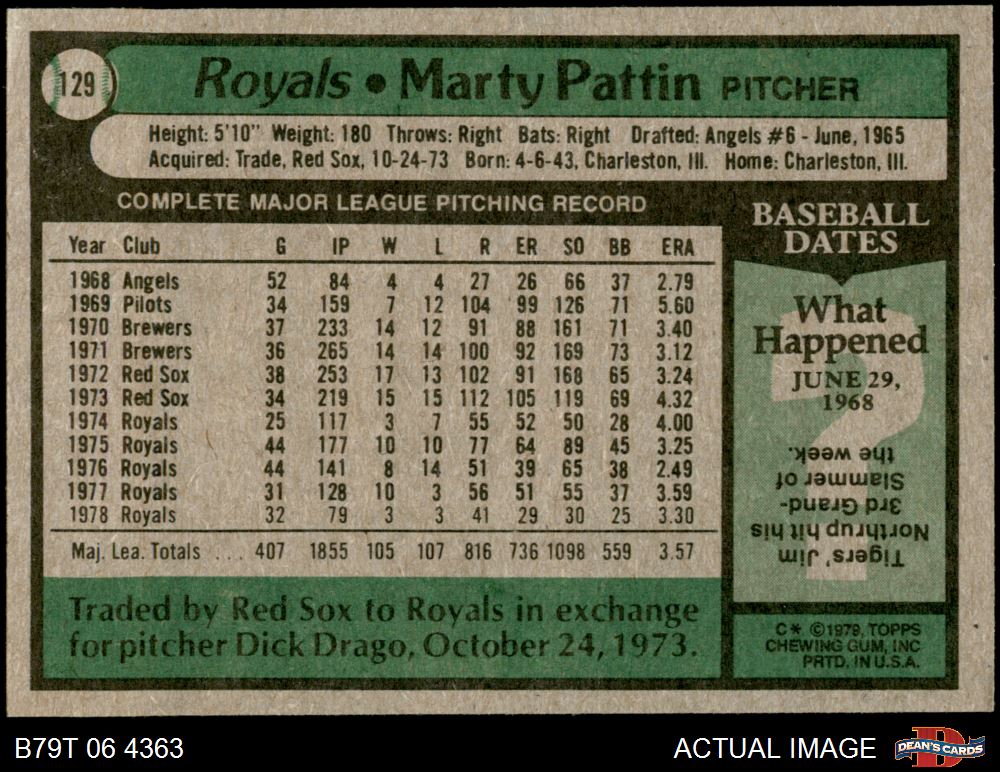 129 Royals • Marty Pattin PITCHER
Height: 5'10" Weight: 180 Throws: Right Bats: Right Drafted: Angels #6 - June, 1965
Acquired: Trade, Red Sox, 10-24-73 Born: 4-6-43, Charleston, Ill. Home: Charleston, Ill.
COMPLETE MAJOR LEAGUE PITCHING RECORD
Year Club G IP W L R ER SO BB ERA
1968 Angels 52 84 4 4 27 26 66 37 2.79
1969 Pilots 34 159 7 12 104 99 126 71 5.60
1970 Brewers 37 233 14 12 91 88 161 71 3.40
1971 Brewers 36 265 14 14 100 92 169 73 3.12
1972 Red Sox 38 253 17 13 102 91 168 65 3.24
1973 Red Sox 34 219 15 15 112 105 119 69 4.32
1974 Royals 25 117 3 7 55 52 50 28 4.00
1975 Royals 44 177 10 10 77 64 89 45 3.25
1976 Royals 44 141 8 14 51 39 65 38 2.49
1977 Royals 31 128 10 3 56 51 55 37 3.59
1978 Royals 32 79 3 3 41 29 30 25 3.30
Maj. Lea. Totals ... 407 1855 105 107 816 736 1098 559 3.57
Traded by Red Sox to Royals in exchange
for pitcher Dick Drago, October 24, 1973.
BASEBALL
DATES
What
Happened
JUNE 29,
1968
Tigers' Jim
Northrup hit his
3rd Grand-
Slammer of
the week.
C* ©1979, TOPPS
CHEWING GUM, INC
PRTD. IN U.S.A.
B79T 06 4363
ACTUAL IMAGE
D
DEAN'S CARDS